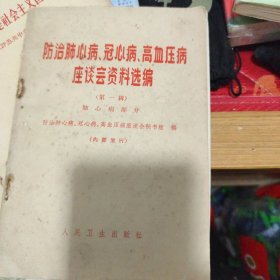 防治肺心病、冠心病、高血压病
座谈会资料选编
(第一辑)
肺心病部分
防治肺心病、冠心病、高血压病座谈会秘书组 编
(内部发行)
人民卫生出版社